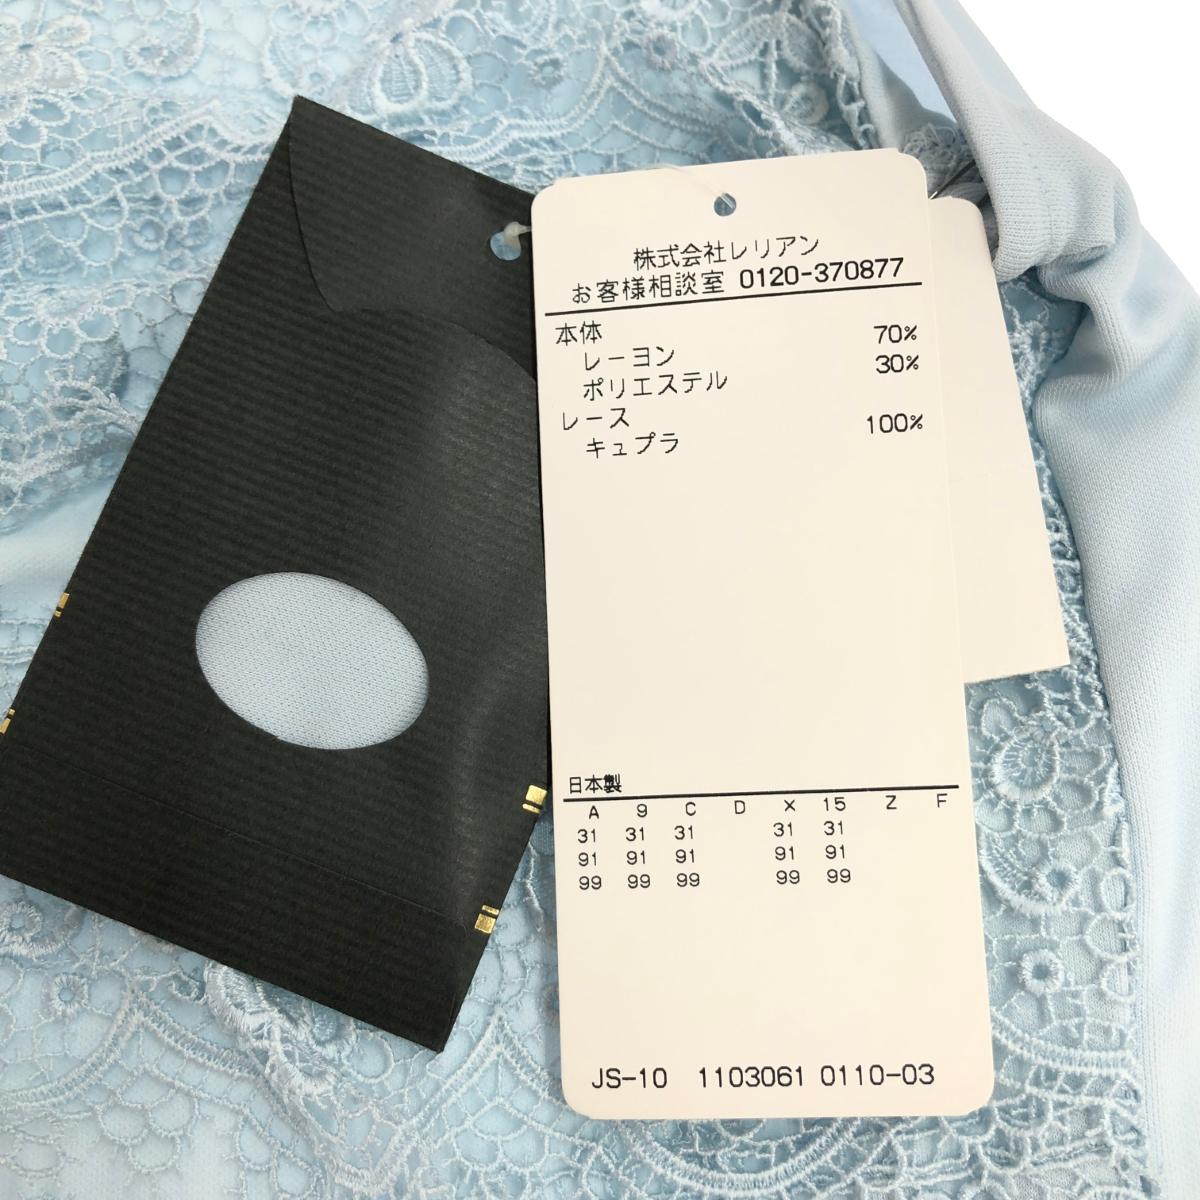 株式会社レリアン
お客様相談室 0120-370877
本体
レーヨン 70%
ポリエステル 30%
レース
キュプラ 100%
日本製
A 9 C D X 15 Z F
31 31 31 31 31
91 91 91 91 91
99 99 99 99 99
JS-10 1103061 0110-03